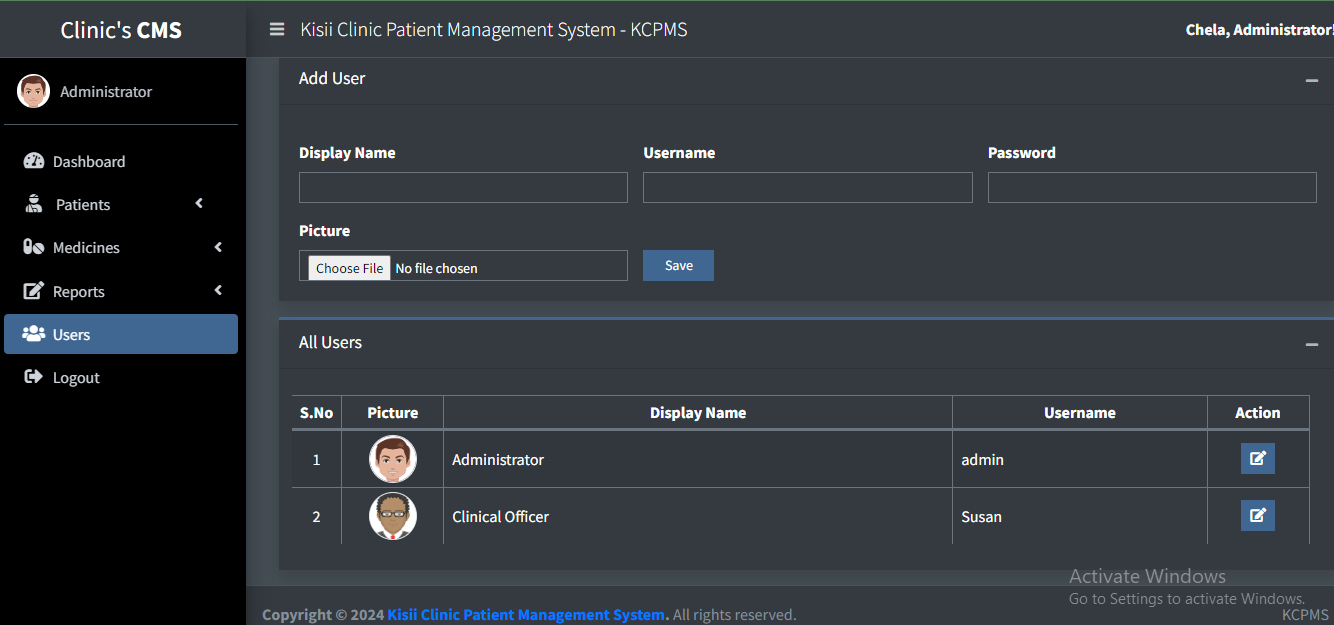 Clinic's CMS
Kisii Clinic Patient Management System - KCPMS
Chela, Administrator!
Administrator
Dashboard
Patients
Medicines
Reports
Users
Logout
Add User
Display Name Username Password
Picture
Choose File No file chosen Save
All Users
S.No Picture Display Name Username Action
1 Administrator admin
2 Clinical Officer Susan
Activate Windows
Go to Settings to activate Windows.
Copyright © 2024 Kisii Clinic Patient Management System. All rights reserved.
KCPMS